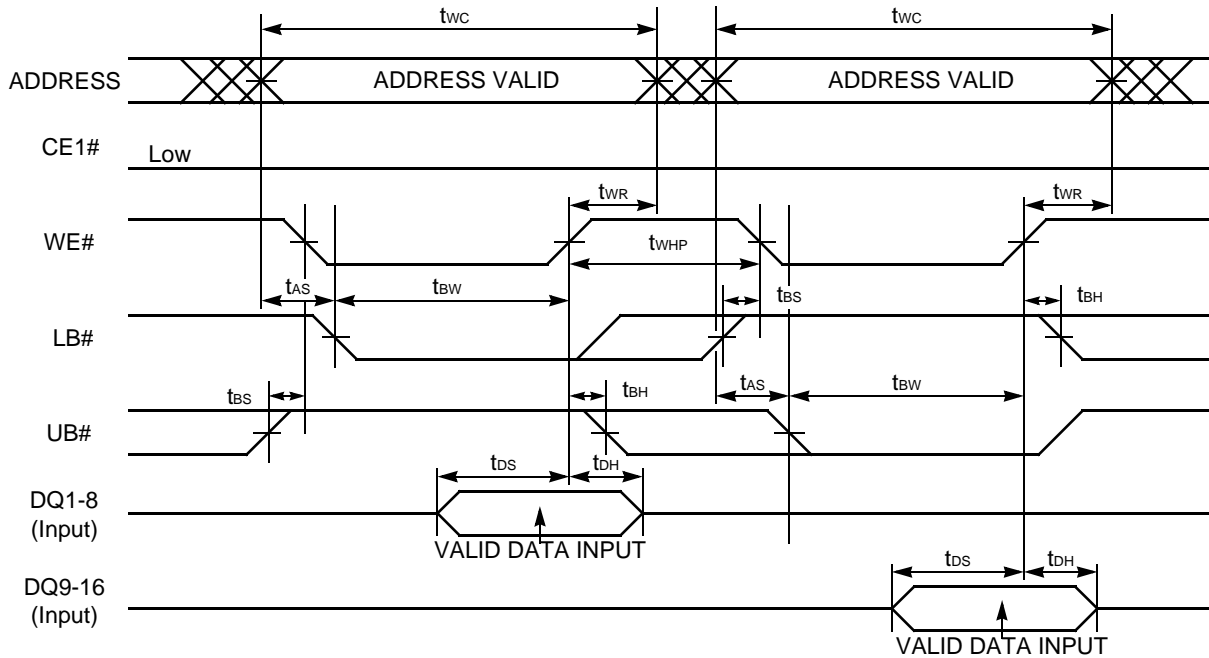 tWC tWC
ADDRESS ADDRESS VALID ADDRESS VALID
CE1# Low
tWR tWR
WE#
tWHP
tAS tBW tBS tBH
LB#
tBS tBH tAS tBW
UB#
tDS tDH
DQ1-8
(Input)
VALID DATA INPUT
tDS tDH
DQ9-16
(Input)
VALID DATA INPUT